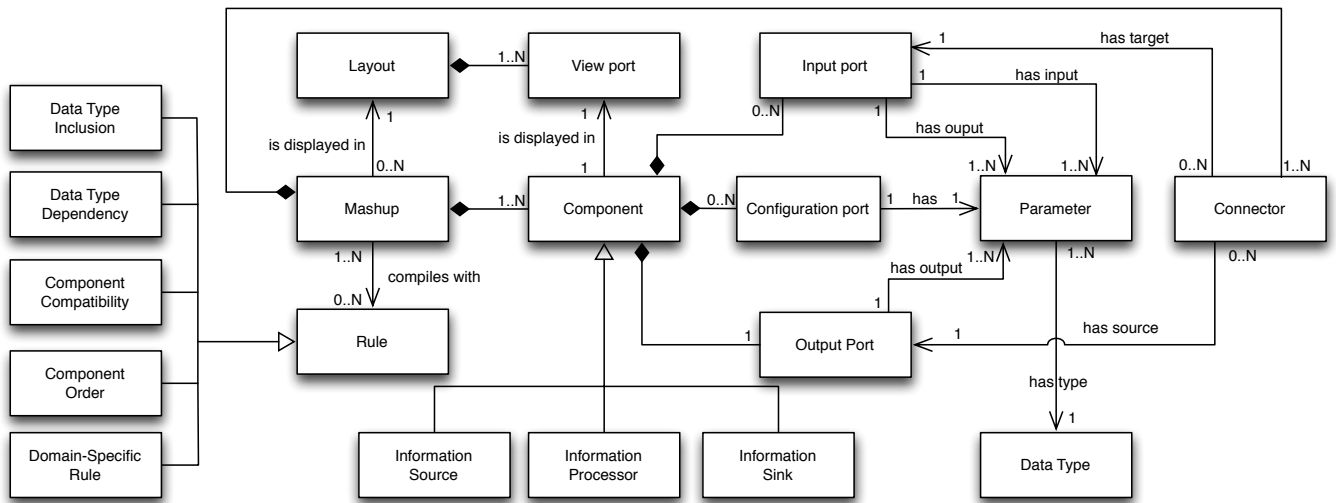 Layout
1..N
View port
Input port
1
has target
1
has input
Data Type
Inclusion
1
is displayed in
0..N
1
is displayed in
1
0..N
1
has ouput
1..N
1..N
0..N
1..N
Data Type
Dependency
Mashup
1..N
Component
0..N
Configuration port
1
has
1
Parameter
Connector
1..N
compiles with
0..N
1..N
has output
1
1..N
0..N
Component
Compatibility
Rule
1
Output Port
1
has source
Component
Order
has type
1
Domain-Specific
Rule
Information
Source
Information
Processor
Information
Sink
Data Type